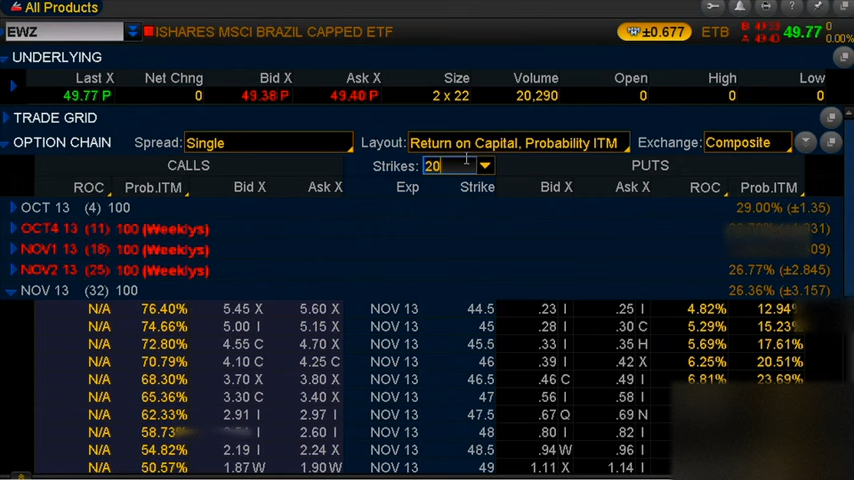 All Products
EWZ ISHARES MSCI BRAZIL CAPPED ETF ±0.677 ETB 49.77 0 0.00%
UNDERLYING
Last X Net Chng Bid X Ask X Size Volume Open High Low
49.77 P 0 49.38 P 49.40 P 2 x 22 20,290 0 0 0
TRADE GRID
OPTION CHAIN Spread: Single Layout: Return on Capital, Probability ITM Exchange: Composite
CALLS Strikes: 20 PUTS
ROC Prob.ITM Bid X Ask X Exp Strike Bid X Ask X ROC Prob.ITM
OCT 13 (4) 100 29.00% (±1.35)
OCT4 13 (11) 100 (Weeklys)
NOV1 13 (18) 100 (Weeklys)
NOV2 13 (25) 100 (Weeklys) 26.77% (±2.845)
NOV 13 (32) 100 26.36% (±3.157)
N/A 76.40% 5.45 X 5.60 X NOV 13 44.5 .23 I .25 I 4.82% 12.94%
N/A 74.66% 5.00 I 5.15 X NOV 13 45 .28 I .30 C 5.29% 15.23%
N/A 72.80% 4.55 C 4.70 X NOV 13 45.5 .33 I .35 H 5.69% 17.61%
N/A 70.79% 4.10 C 4.25 C NOV 13 46 .39 I .42 X 6.25% 20.51%
N/A 68.30% 3.70 X 3.80 X NOV 13 46.5 .46 C .49 I 6.81% 23.69%
N/A 65.36% 3.30 C 3.40 X NOV 13 47 .56 I .58 I
N/A 62.33% 2.91 I 2.97 I NOV 13 47.5 .67 Q .69 N
N/A 58.73% I 2.60 I NOV 13 48 .80 I .82 I
N/A 54.82% 2.19 I 2.24 X NOV 13 48.5 .94 W .96 I
N/A 50.57% 1.87 W 1.90 W NOV 13 49 1.11 X 1.14 I